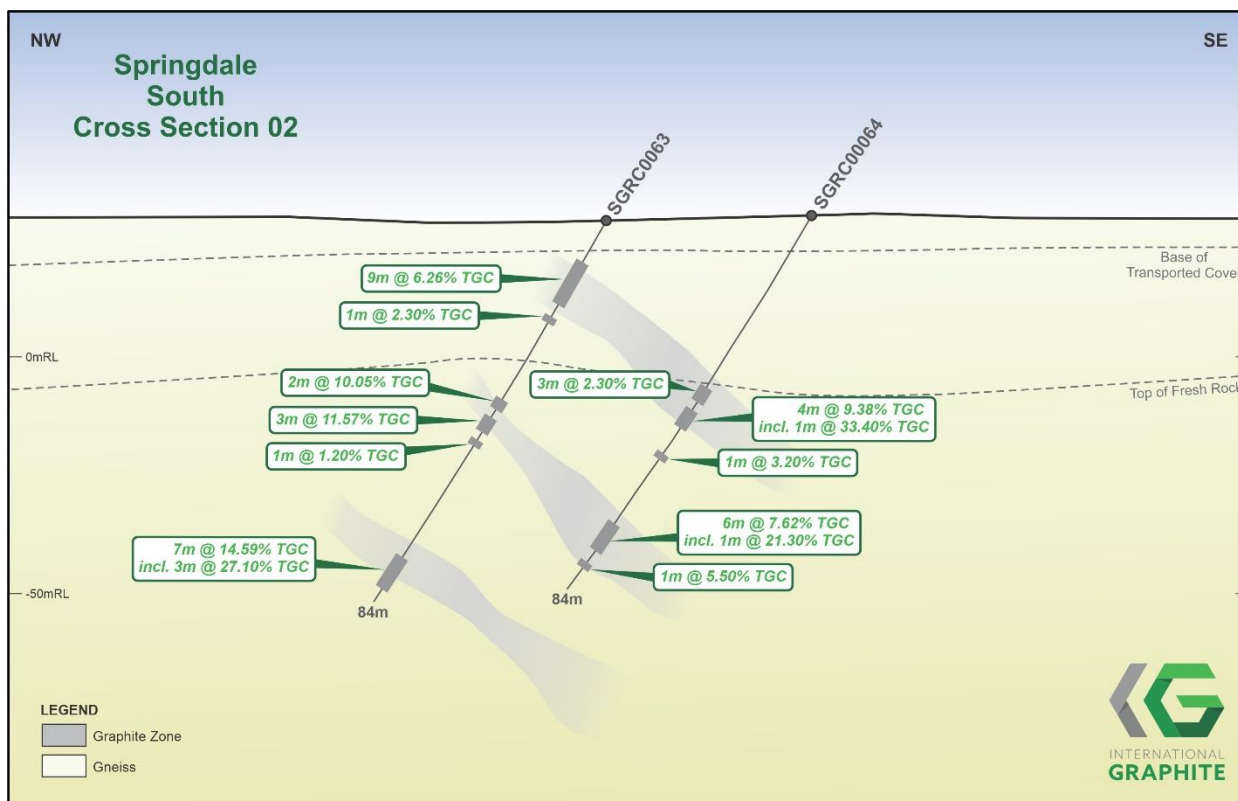 NW
SE
Springdale
South
Cross Section 02
SGRC0063
SGRC00064
9m @ 6.26% TGC
1m @ 2.30% TGC
Base of
Transported Cove
0mRL
2m @ 10.05% TGC
3m @ 2.30% TGC
Top of Fresh Rock
3m @ 11.57% TGC
4m @ 9.38% TGC
incl. 1m @ 33.40% TGC
1m @ 1.20% TGC
1m @ 3.20% TGC
6m @ 7.62% TGC
incl. 1m @ 21.30% TGC
7m @ 14.59% TGC
incl. 3m @ 27.10% TGC
1m @ 5.50% TGC
-50mRL
84m
84m
LEGEND
Graphite Zone
Gneiss
INTERNATIONAL
GRAPHITE